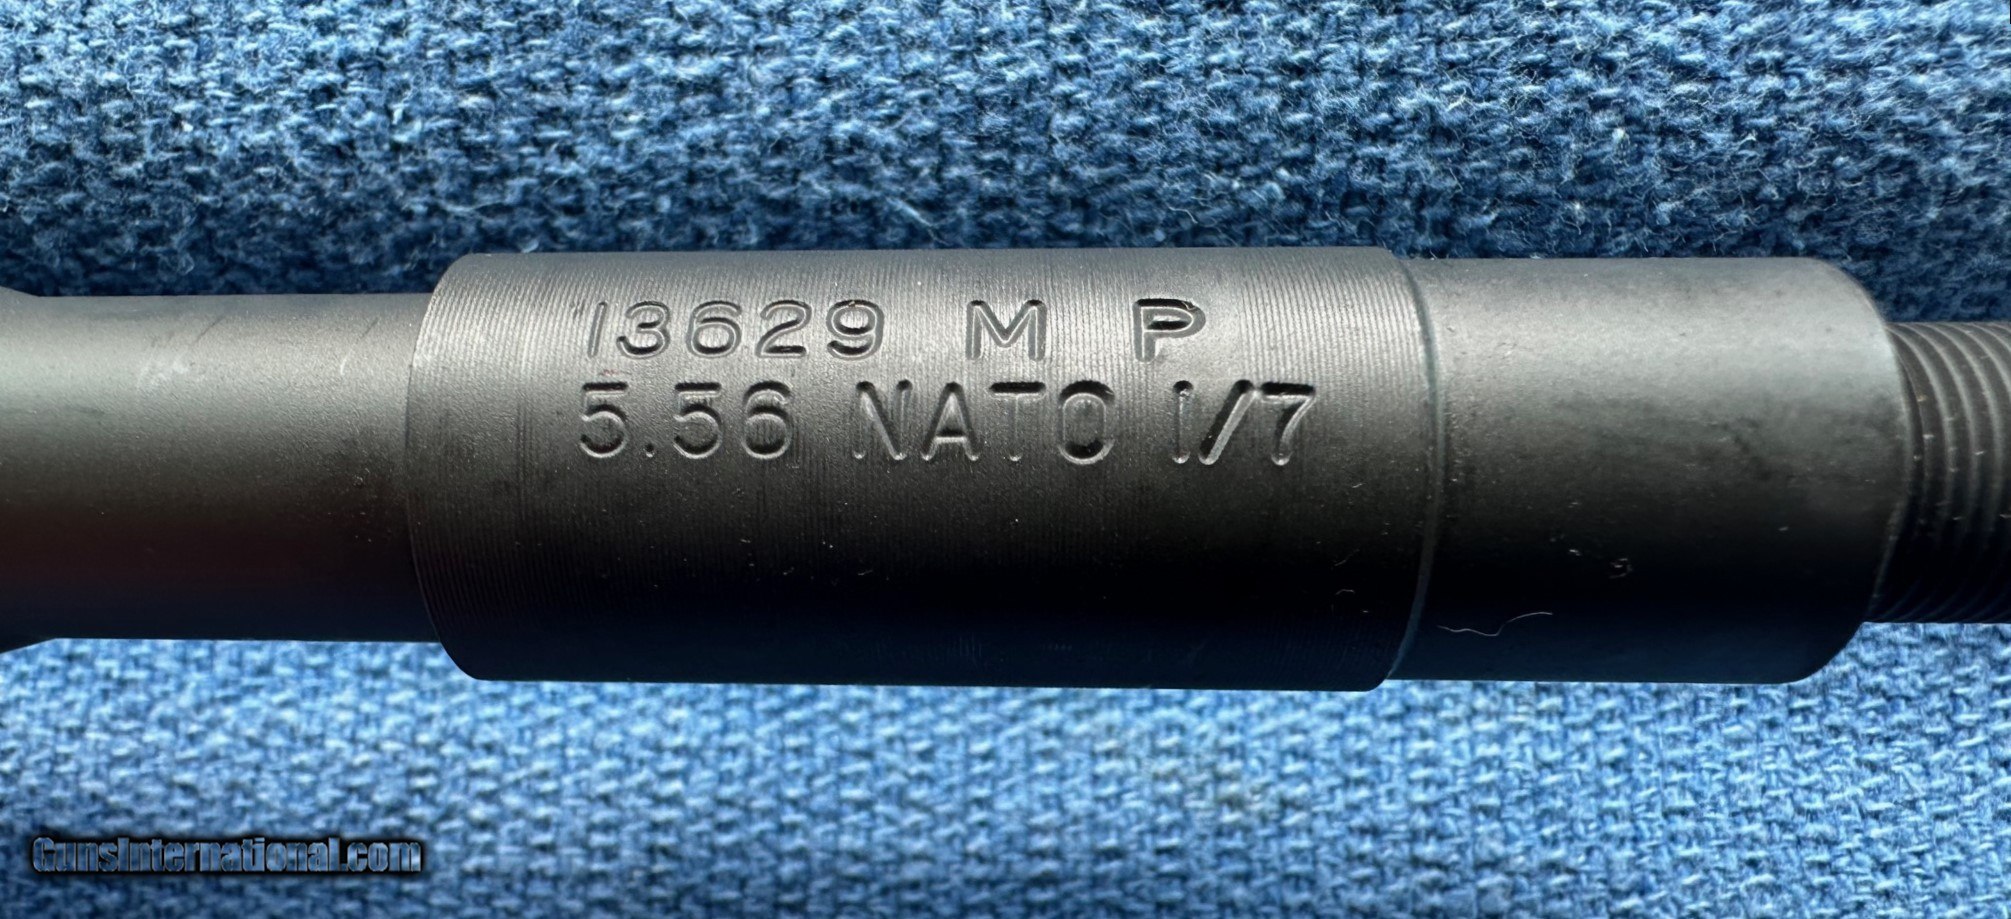 13629 M P
5.56 NATO 1/7
GunsInternational.com